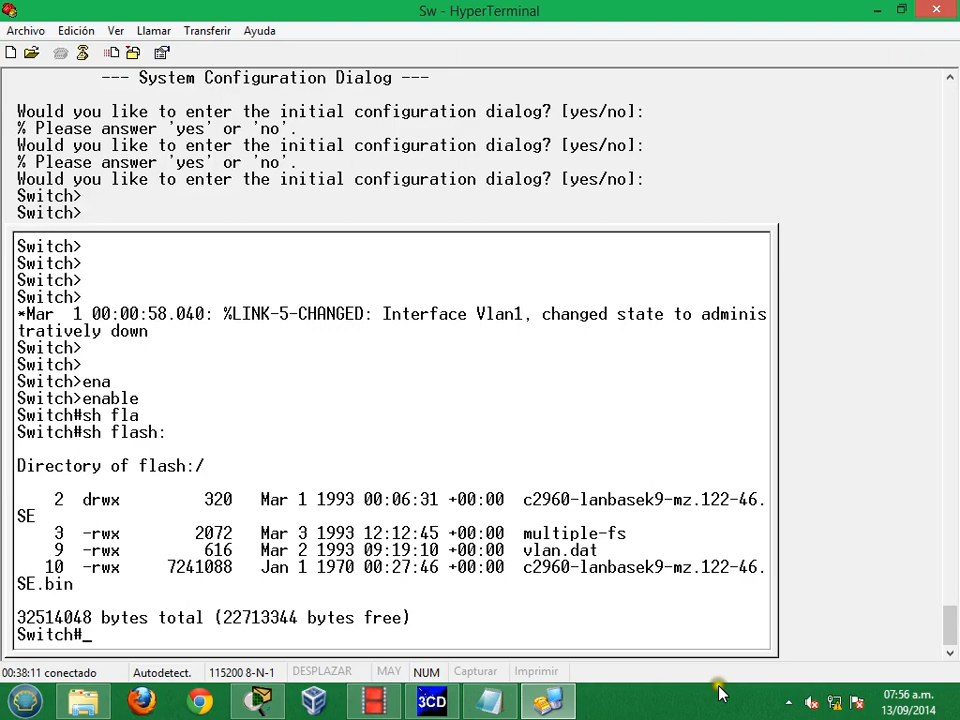 Sw - HyperTerminal
Archivo Edición Ver Llamar Transferir Ayuda
--- System Configuration Dialog ---
Would you like to enter the initial configuration dialog? [yes/no]:
% Please answer 'yes' or 'no'.
Would you like to enter the initial configuration dialog? [yes/no]:
% Please answer 'yes' or 'no'.
Would you like to enter the initial configuration dialog? [yes/no]:
Switch>
Switch>
Switch>
Switch>
Switch>
Switch>
*Mar  1 00:00:58.040: %LINK-5-CHANGED: Interface Vlan1, changed state to adminis
tratively down
Switch>
Switch>
Switch>ena
Switch>enable
Switch#sh fla
Switch#sh flash:
Directory of flash:/
2  drwx         320   Mar 1 1993 00:06:31 +00:00  c2960-lanbasek9-mz.122-46.
SE
3  -rwx        2072   Mar 3 1993 12:12:45 +00:00  multiple-fs
9  -rwx         616   Mar 2 1993 09:19:10 +00:00  vlan.dat
10  -rwx     7241088   Jan 1 1970 00:27:46 +00:00  c2960-lanbasek9-mz.122-46.
SE.bin
32514048 bytes total (22713344 bytes free)
Switch#_
00:38:11 conectado Autodetect. 115200 8-N-1 DESPLAZAR MAY NUM Capturar Imprimir
3CD
07:56 a.m.
13/09/2014